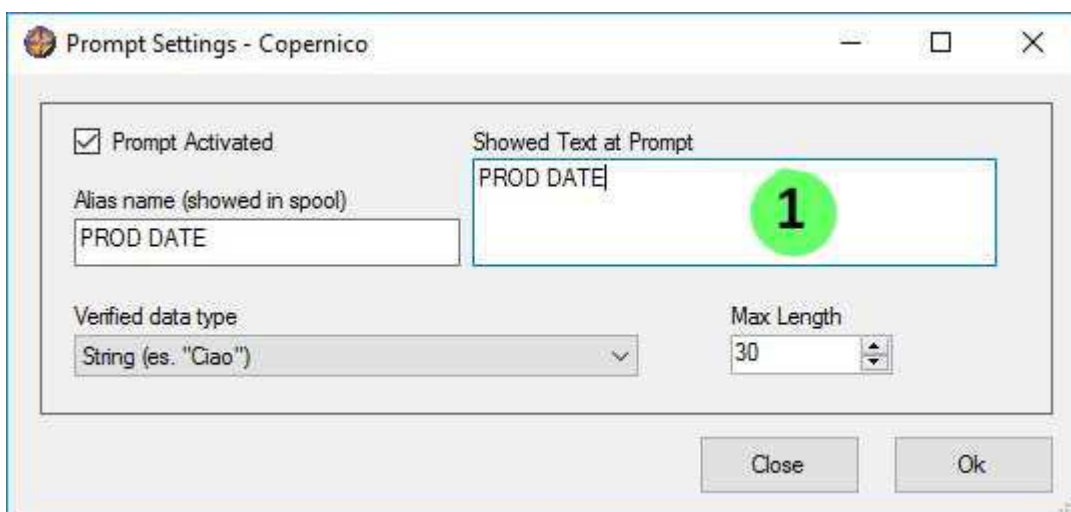 Prompt Settings - Copernico
Prompt Activated
Showed Text at Prompt
PROD DATE
1
Alias name (showed in spool)
PROD DATE
Verified data type
Max Length
String (es. "Ciao")
30
Close
Ok